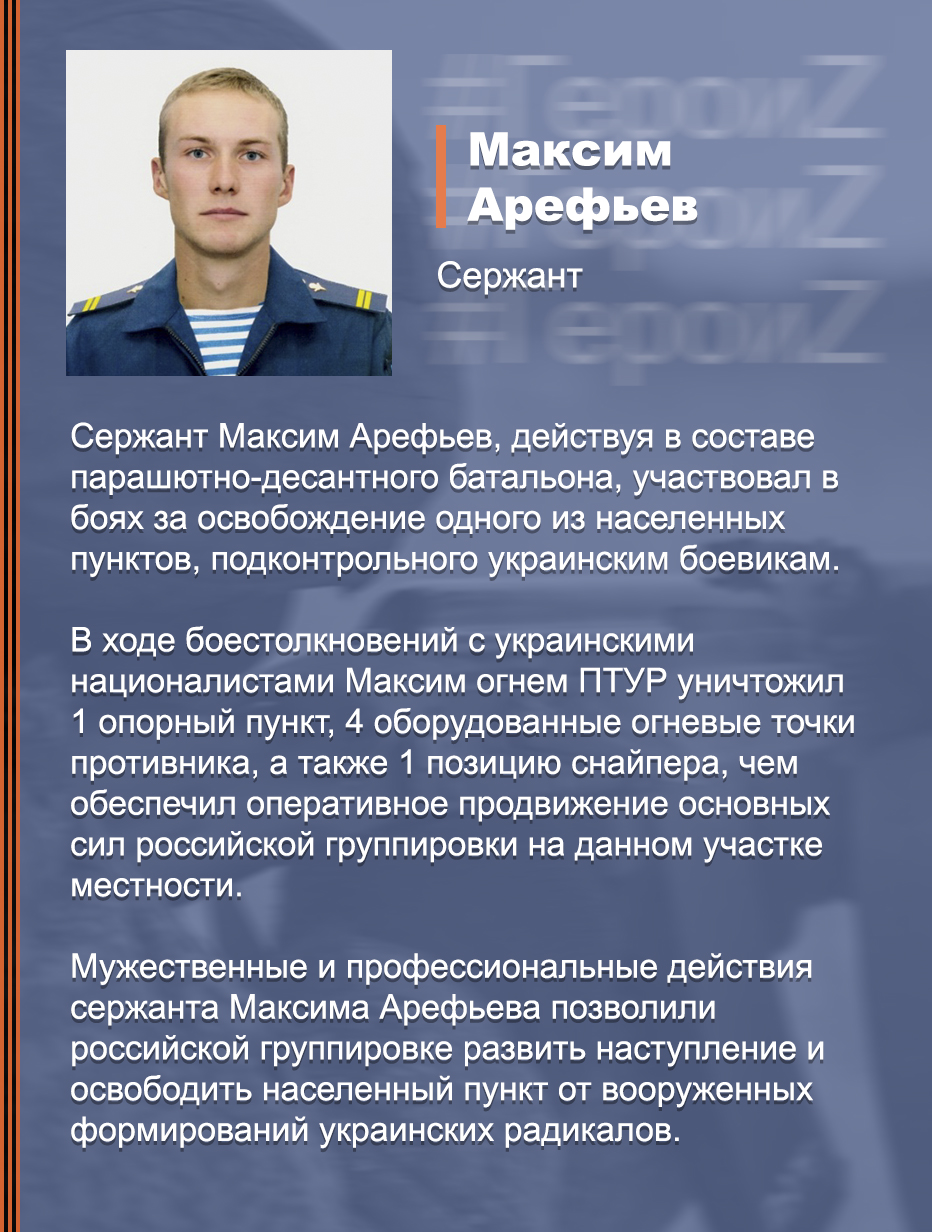 #ГероиZ
#ГероиZ
#ГероиZ
Максим
Арефьев
Сержант
Сержант Максим Арефьев, действуя в составе
парашютно-десантного батальона, участвовал в
боях за освобождение одного из населенных
пунктов, подконтрольного украинским боевикам.
В ходе боестолкновений с украинскими
националистами Максим огнем ПТУР уничтожил
1 опорный пункт, 4 оборудованные огневые точки
противника, а также 1 позицию снайпера, чем
обеспечил оперативное продвижение основных
сил российской группировки на данном участке
местности.
Мужественные и профессиональные действия
сержанта Максима Арефьева позволили
российской группировке развить наступление и
освободить населенный пункт от вооруженных
формирований украинских радикалов.